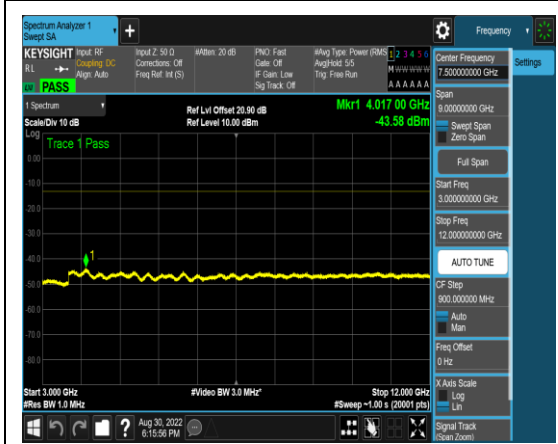 Spectrum Analyzer 1
Swept SA
+
Frequency
KEYSIGHT
Input: RF
Input Z: 50 Ω
#Atten: 20 dB
PNO: Fast
#Avg Type: Power (RMS
1 2 3 4 5 6
RL
Coupling: DC
Corrections: Off
Gate: Off
Avg|Hold: 5/5
M W W W W W
Align: Auto
Freq Ref: Int (S)
IF Gain: Low
Trig: Free Run
A A A A A A
Sig Track: Off
PASS
Center Frequency
7.500000000 GHz
Settings
1 Spectrum
Ref Lvl Offset 20.90 dB
Mkr1 4.017 00 GHz
Scale/Div 10 dB
Ref Level 10.00 dBm
-43.58 dBm
Log
Trace 1 Pass
0.00
-10.0
-20.0
-30.0
-40.0
-50.0
-60.0
-70.0
-80.0
1
Span
9.00000000 GHz
Swept Span
Zero Span
Full Span
Start Freq
3.000000000 GHz
Stop Freq
12.000000000 GHz
AUTO TUNE
CF Step
900.000000 MHz
Auto
Man
Freq Offset
0 Hz
X Axis Scale
Log
Lin
Signal Track
(Span Zoom)
Start 3.000 GHz
#Video BW 3.0 MHz*
Stop 12.000 GHz
#Res BW 1.0 MHz
#Sweep ~1.00 s (20001 pts)
?
Aug 30, 2022
6:15:56 PM